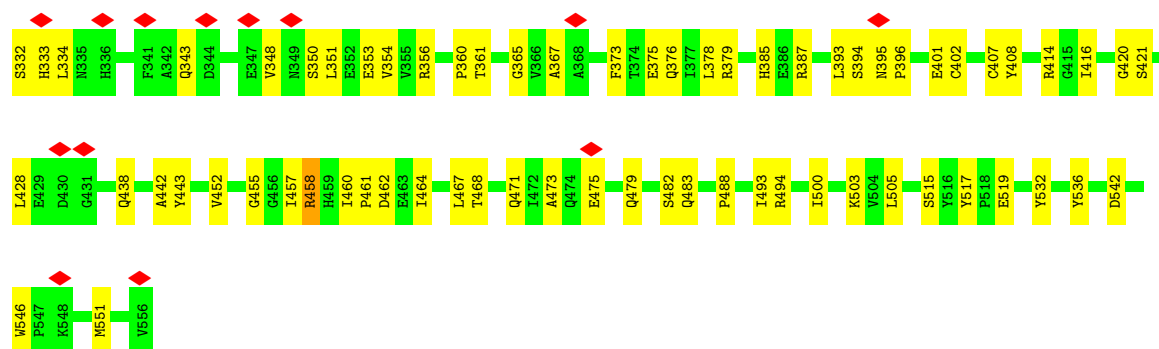 S332 H333 L334 N335 H336 F341 A342 Q343 D344 E347 V348 N349 S350 L351 E352 E353 V354 V355 R356 P360 T361 G365 V366 A367 A368 F373 T374 E375 Q376 I377 L378 R379 H385 E386 R387 L393 S394 N395 P396 E401 C402 C407 Y408 R414 G415 I416 G420 S421
L428 E429 D430 G431 Q438 A442 Y443 V452 G455 G456 I457 R458 H459 I460 P461 D462 E463 I464 L467 T468 Q471 I472 A473 Q474 E475 Q479 S482 Q483 P488 I493 R494 I500 K503 V504 L505 S515 Y516 Y517 P518 E519 Y532 Y536 D542
W546 P547 K548 M551 V556